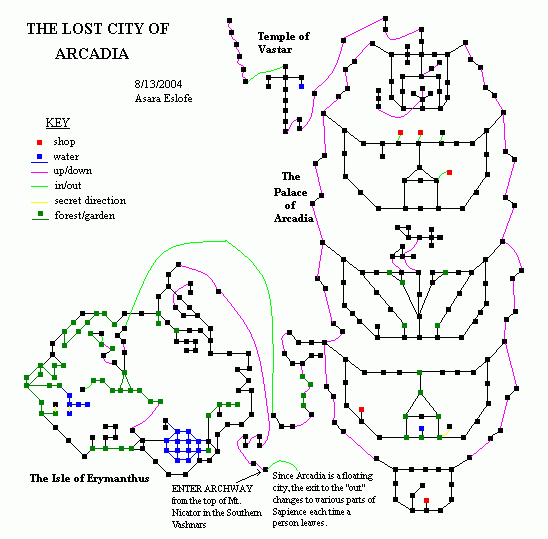 THE LOST CITY OF
ARCADIA
8/13/2004
Asara Eslofe
KEY
shop
water
up/down
in/out
secret direction
forest/garden
Temple of
Vastar
The
Palace
of
Arcadia
The Isle of Erymanthus
ENTER ARCHWAY
from the top of Mt.
Nicator in the Southern
Vashnars
Since Arcadia is a floating
city, the exit to the "out"
changes to various parts of
Sapience each time a
person leaves.